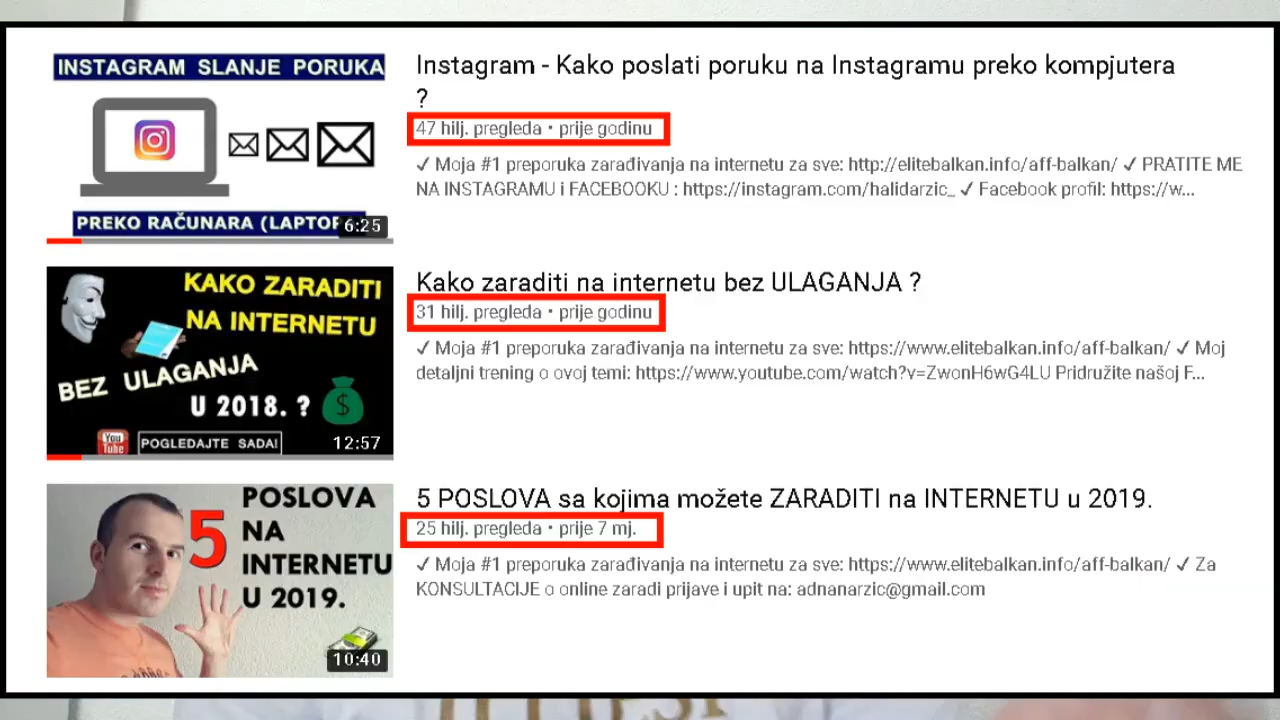 INSTAGRAM SLANJE PORUKA
PREKO RAČUNARA (LAPTOP
6:25
Instagram - Kako poslati poruku na Instagramu preko kompjutera
?
47 hilj. pregleda • prije godinu
✓ Moja #1 preporuka zarađivanja na internetu za sve: http://elitebalkan.info/aff-balkan/ ✓ PRATITE ME
NA INSTAGRAMU i FACEBOOKU : https://instagram.com/halidarzic_ ✓ Facebook profil: https://w...
KAKO ZARADITI
NA INTERNETU
BEZ ULAGANJA
U 2018. ?
You
Tube
POGLEDAJTE SADA!
12:57
Kako zaraditi na internetu bez ULAGANJA ?
31 hilj. pregleda • prije godinu
✓ Moja #1 preporuka zarađivanja na internetu za sve: https://www.elitebalkan.info/aff-balkan/ ✓ Moj
detaljni trening o ovoj temi: https://www.youtube.com/watch?v=ZwonH6wG4LU Pridružite našoj F...
5 POSLOVA
NA
INTERNETU
U 2019.
10:40
5 POSLOVA sa kojima možete ZARADITI na INTERNETU u 2019.
25 hilj. pregleda • prije 7 mj.
✓ Moja #1 preporuka zarađivanja na internetu za sve: https://www.elitebalkan.info/aff-balkan/ ✓ Za
KONSULTACIJE o online zaradi prijave i upit na: adnanarzic@gmail.com